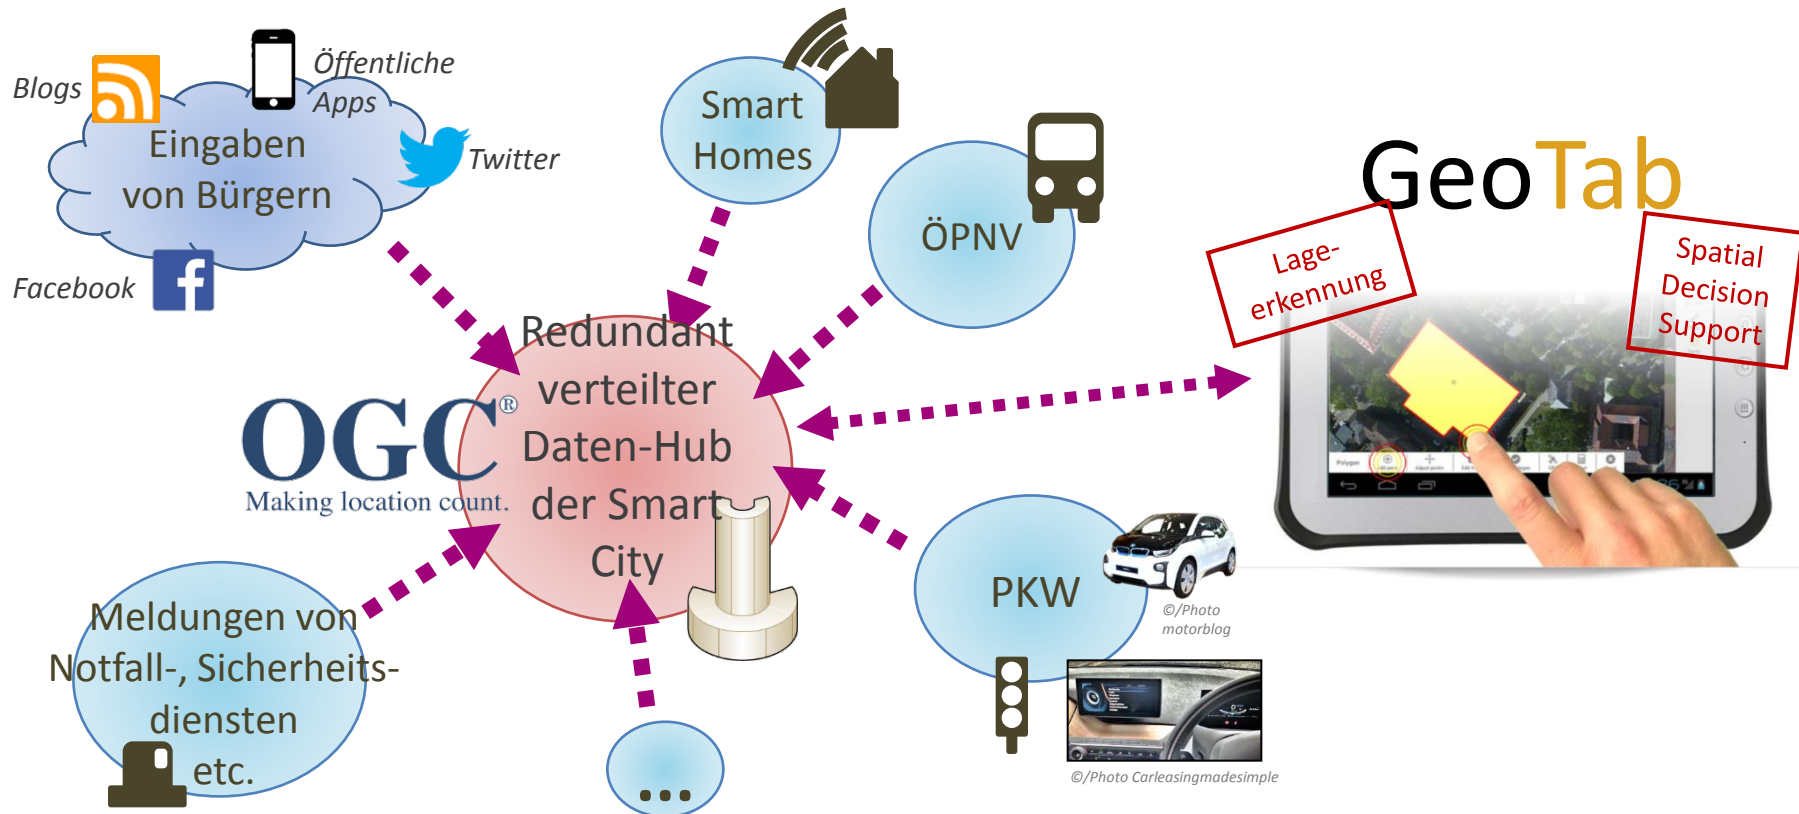 Blogs
Öffentliche
Apps
Eingaben
von Bürgern
Twitter
Facebook
Smart
Homes
ÖPNV
GeoTab
Lage-
erkennung
Spatial
Decision
Support
Redundant
verteilter
Daten-Hub
der Smart
City
OGC®
Making location count.
Polygon
PKW
©/Photo
motorblog
©/Photo Carleasingmadesimple
Meldungen von
Notfall-, Sicherheits-
diensten
etc.
...